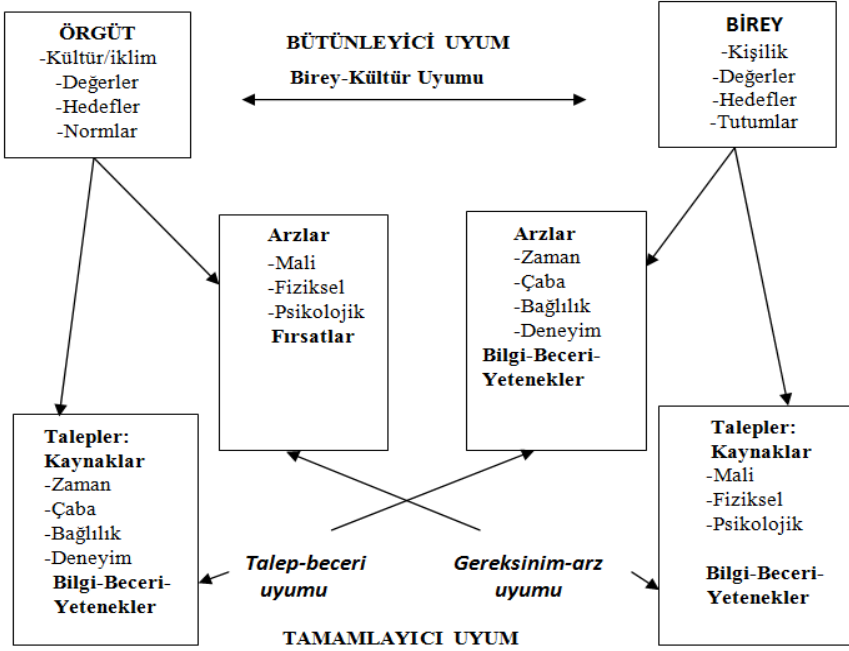 ÖRGÜT
-Kültür/iklim
-Değerler
-Hedefler
-Normlar
BÜTÜNLEYİCİ UYUM
Birey-Kültür Uyumu
BİREY
-Kişilik
-Değerler
-Hedefler
-Tutumlar
Arzlar
-Mali
-Fiziksel
-Psikolojik
Fırsatlar
Arzlar
-Zaman
-Çaba
-Bağlılık
-Deneyim
Bilgi-Beceri-
Yetenekler
Talepler:
Kaynaklar
-Zaman
-Çaba
-Bağlılık
-Deneyim
Bilgi-Beceri-
Yetenekler
Talep-beceri
uyumu
Gereksinim-arz
uyumu
Talepler:
Kaynaklar
-Mali
-Fiziksel
-Psikolojik
Bilgi-Beceri-
Yetenekler
TAMAMLAYICI UYUM